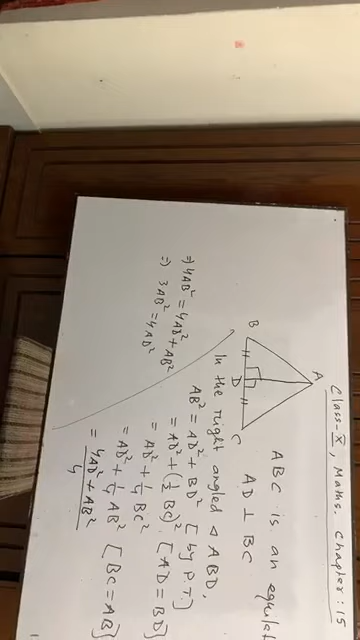 Class-X, Maths. Chapter: 15
A
B
D
C
ABC is an
AD ⊥ BC
In the right angled △ ABD,
AB² = AD² + BD² [by P.T.]
= AD² + (½ BC)² [AD = BD]
= AD² + ¼ BC²
= AD² + ¼ AB² [BC = AB]
= 4AD² + AB² / 4
⇒ 4AB² = 4AD² + AB²
⇒ 3AB² = 4AD²